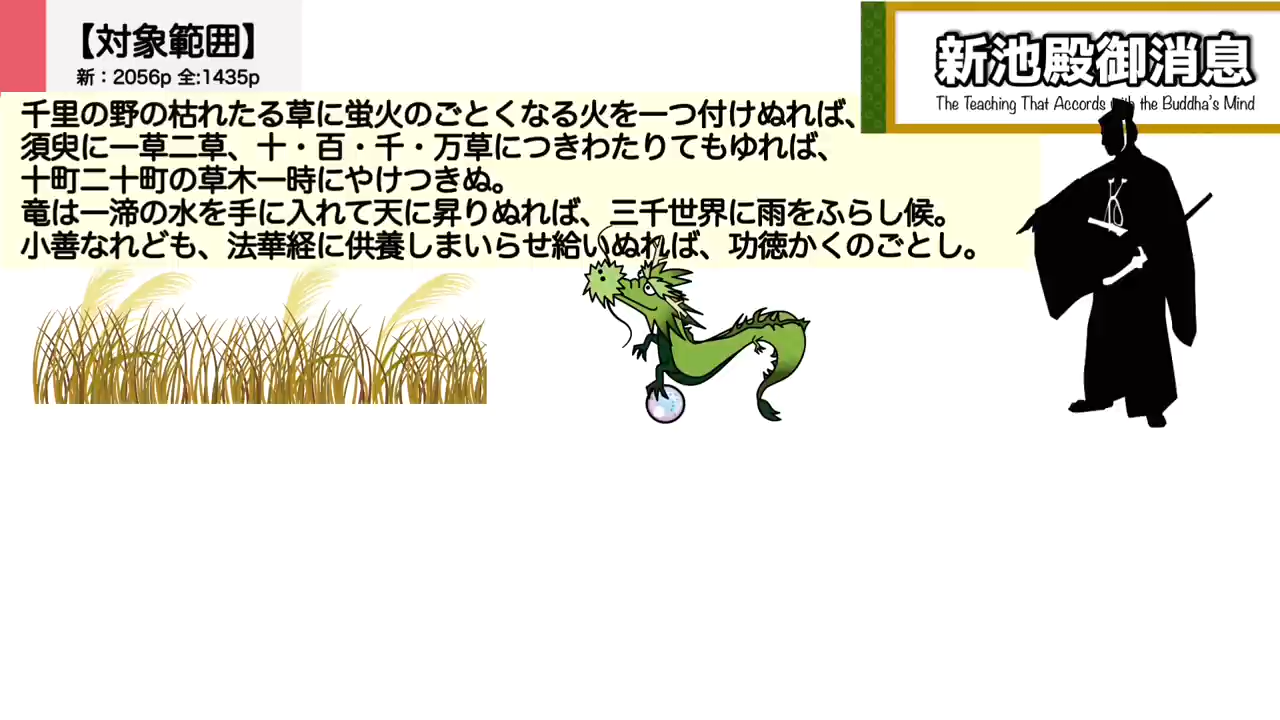 【対象範囲】
新：2056p 全:1435p
新池殿御消息
The Teaching That Accords with the Buddha's Mind
千里の野の枯れたる草に蛍火のごとくなる火を一つ付けぬれば、
須臾に一草二草、十・百・千・万草につきわたりてもゆれば、
十町二十町の草木一時にやけつきぬ。
竜は一渧の水を手に入れて天に昇りぬれば、三千世界に雨をふらし候。
小善なれども、法華経に供養しまいらせ給いぬれば、功徳かくのごとし。